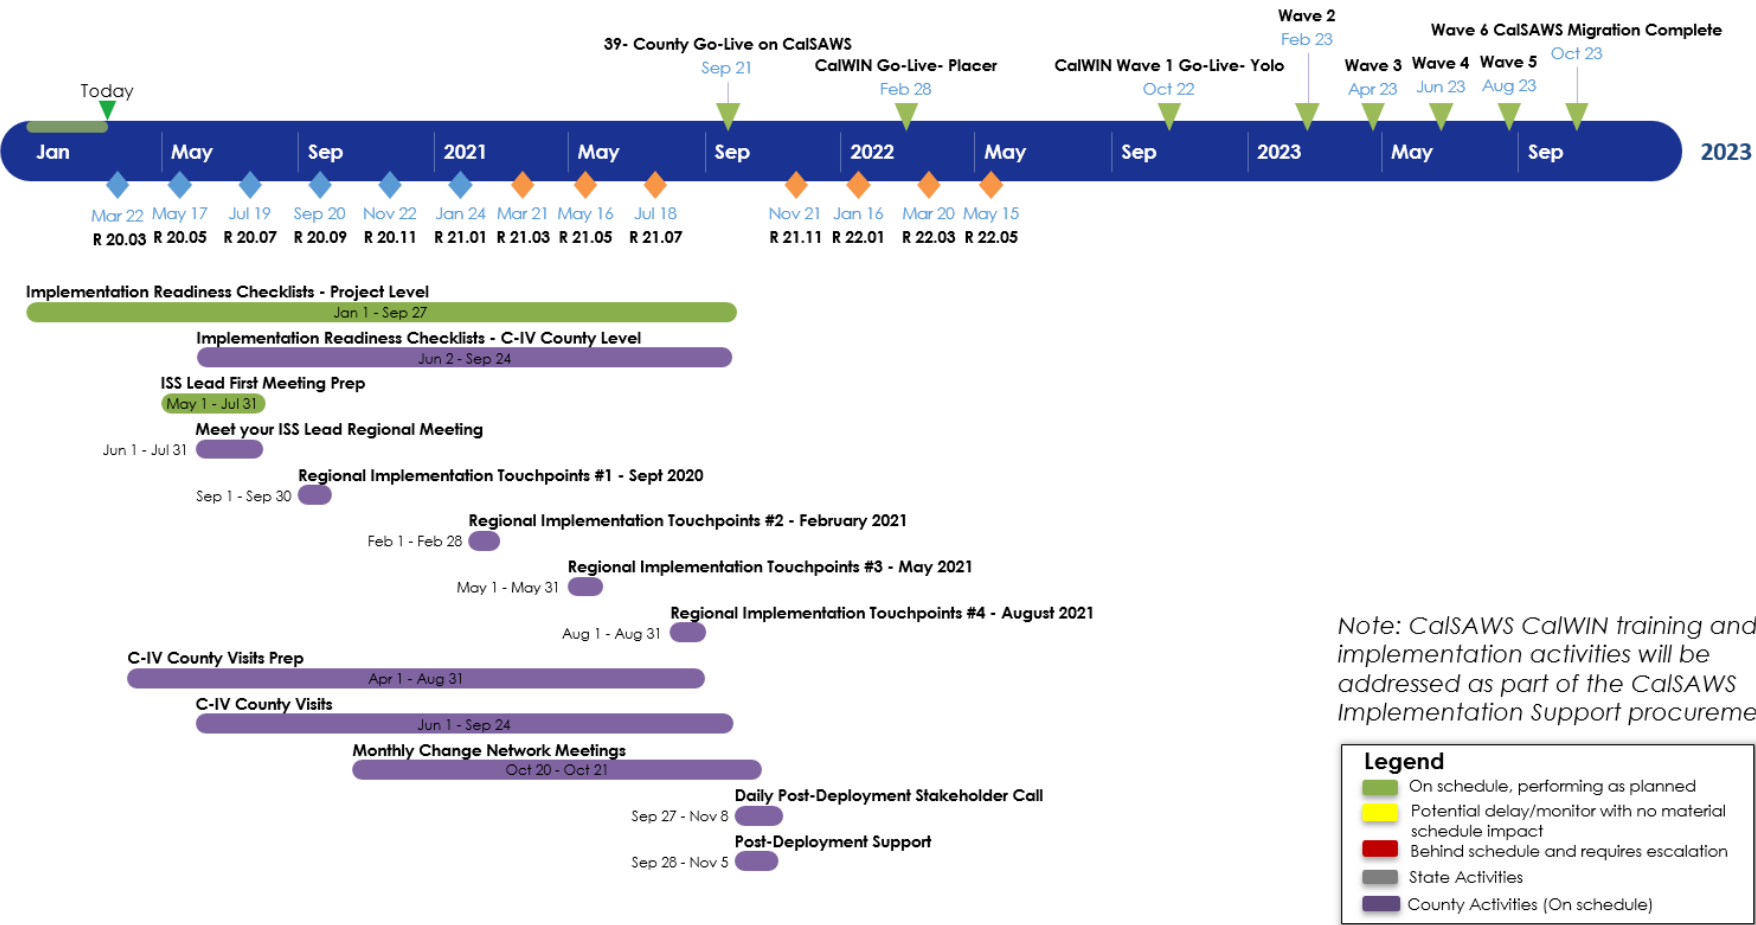 Wave 2
Feb 23
Wave 6 CalSAWS Migration Complete
Oct 23
39- County Go-Live on CalSAWS
Sep 21
CalWIN Go-Live- Placer
Feb 28
CalWIN Wave 1 Go-Live- Yolo
Oct 22
Wave 3
Apr 23
Wave 4
Jun 23
Wave 5
Aug 23
Today
Jan May Sep 2021 May Sep 2022 May Sep 2023 May Sep 2023
Mar 22 May 17 Jul 19 Sep 20 Nov 22 Jan 24 Mar 21 May 16 Jul 18 Nov 21 Jan 16 Mar 20 May 15
R 20.03 R 20.05 R 20.07 R 20.09 R 20.11 R 21.01 R 21.03 R 21.05 R 21.07 R 21.11 R 22.01 R 22.03 R 22.05
Implementation Readiness Checklists - Project Level
Jan 1 - Sep 27
Implementation Readiness Checklists - C-IV County Level
Jun 2 - Sep 24
ISS Lead First Meeting Prep
May 1 - Jul 31
Meet your ISS Lead Regional Meeting
Jun 1 - Jul 31
Regional Implementation Touchpoints #1 - Sept 2020
Sep 1 - Sep 30
Regional Implementation Touchpoints #2 - February 2021
Feb 1 - Feb 28
Regional Implementation Touchpoints #3 - May 2021
May 1 - May 31
Regional Implementation Touchpoints #4 - August 2021
Aug 1 - Aug 31
C-IV County Visits Prep
Apr 1 - Aug 31
C-IV County Visits
Jun 1 - Sep 24
Monthly Change Network Meetings
Oct 20 - Oct 21
Daily Post-Deployment Stakeholder Call
Sep 27 - Nov 8
Post-Deployment Support
Sep 28 - Nov 5
Note: CalSAWS CalWIN training and
implementation activities will be
addressed as part of the CalSAWS
Implementation Support procureme
Legend
On schedule, performing as planned
Potential delay/monitor with no material
schedule impact
Behind schedule and requires escalation
State Activities
County Activities (On schedule)